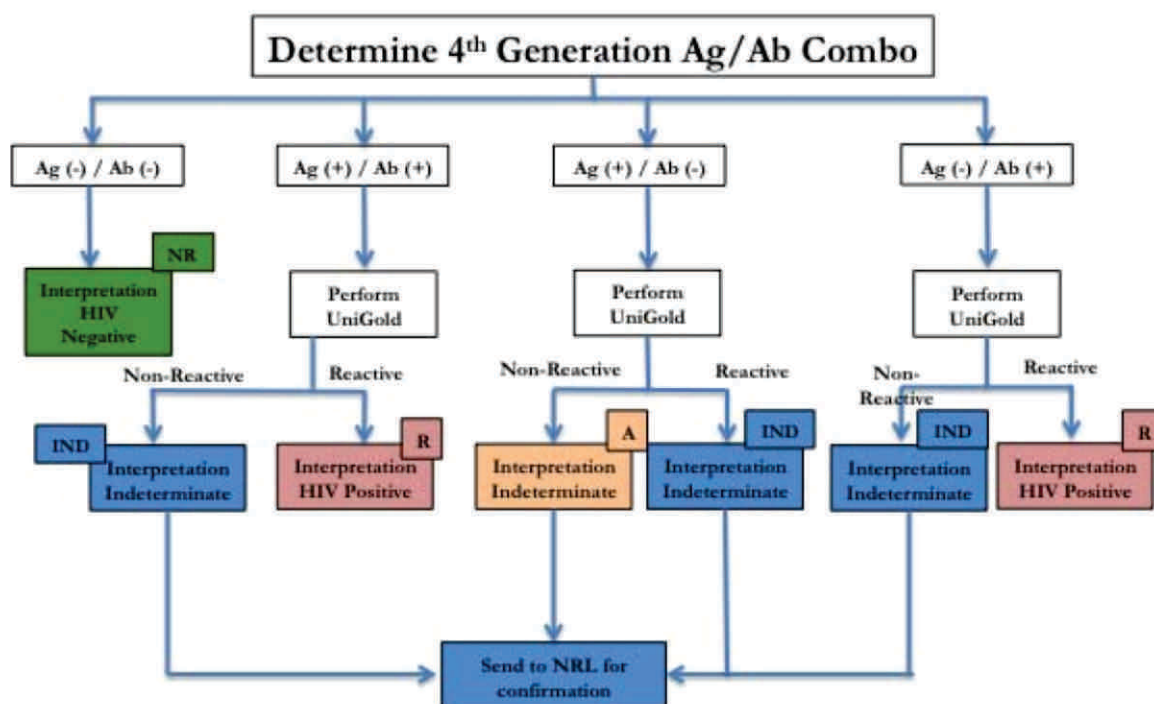 Determine 4th Generation Ag/Ab Combo
Ag (-) / Ab (-)
Ag (+) / Ab (+)
Ag (+) / Ab (-)
Ag (-) / Ab (+)
NR
Interpretation
HIV
Negative
Perform
UniGold
Perform
UniGold
Perform
UniGold
Non-Reactive
Reactive
Non-Reactive
Reactive
Non-
Reactive
Reactive
IND
Interpretation
Indeterminate
R
Interpretation
HIV Positive
A
Interpretation
Indeterminate
IND
Interpretation
Indeterminate
IND
Interpretation
Indeterminate
R
Interpretation
HIV Positive
Send to NRL for
confirmation